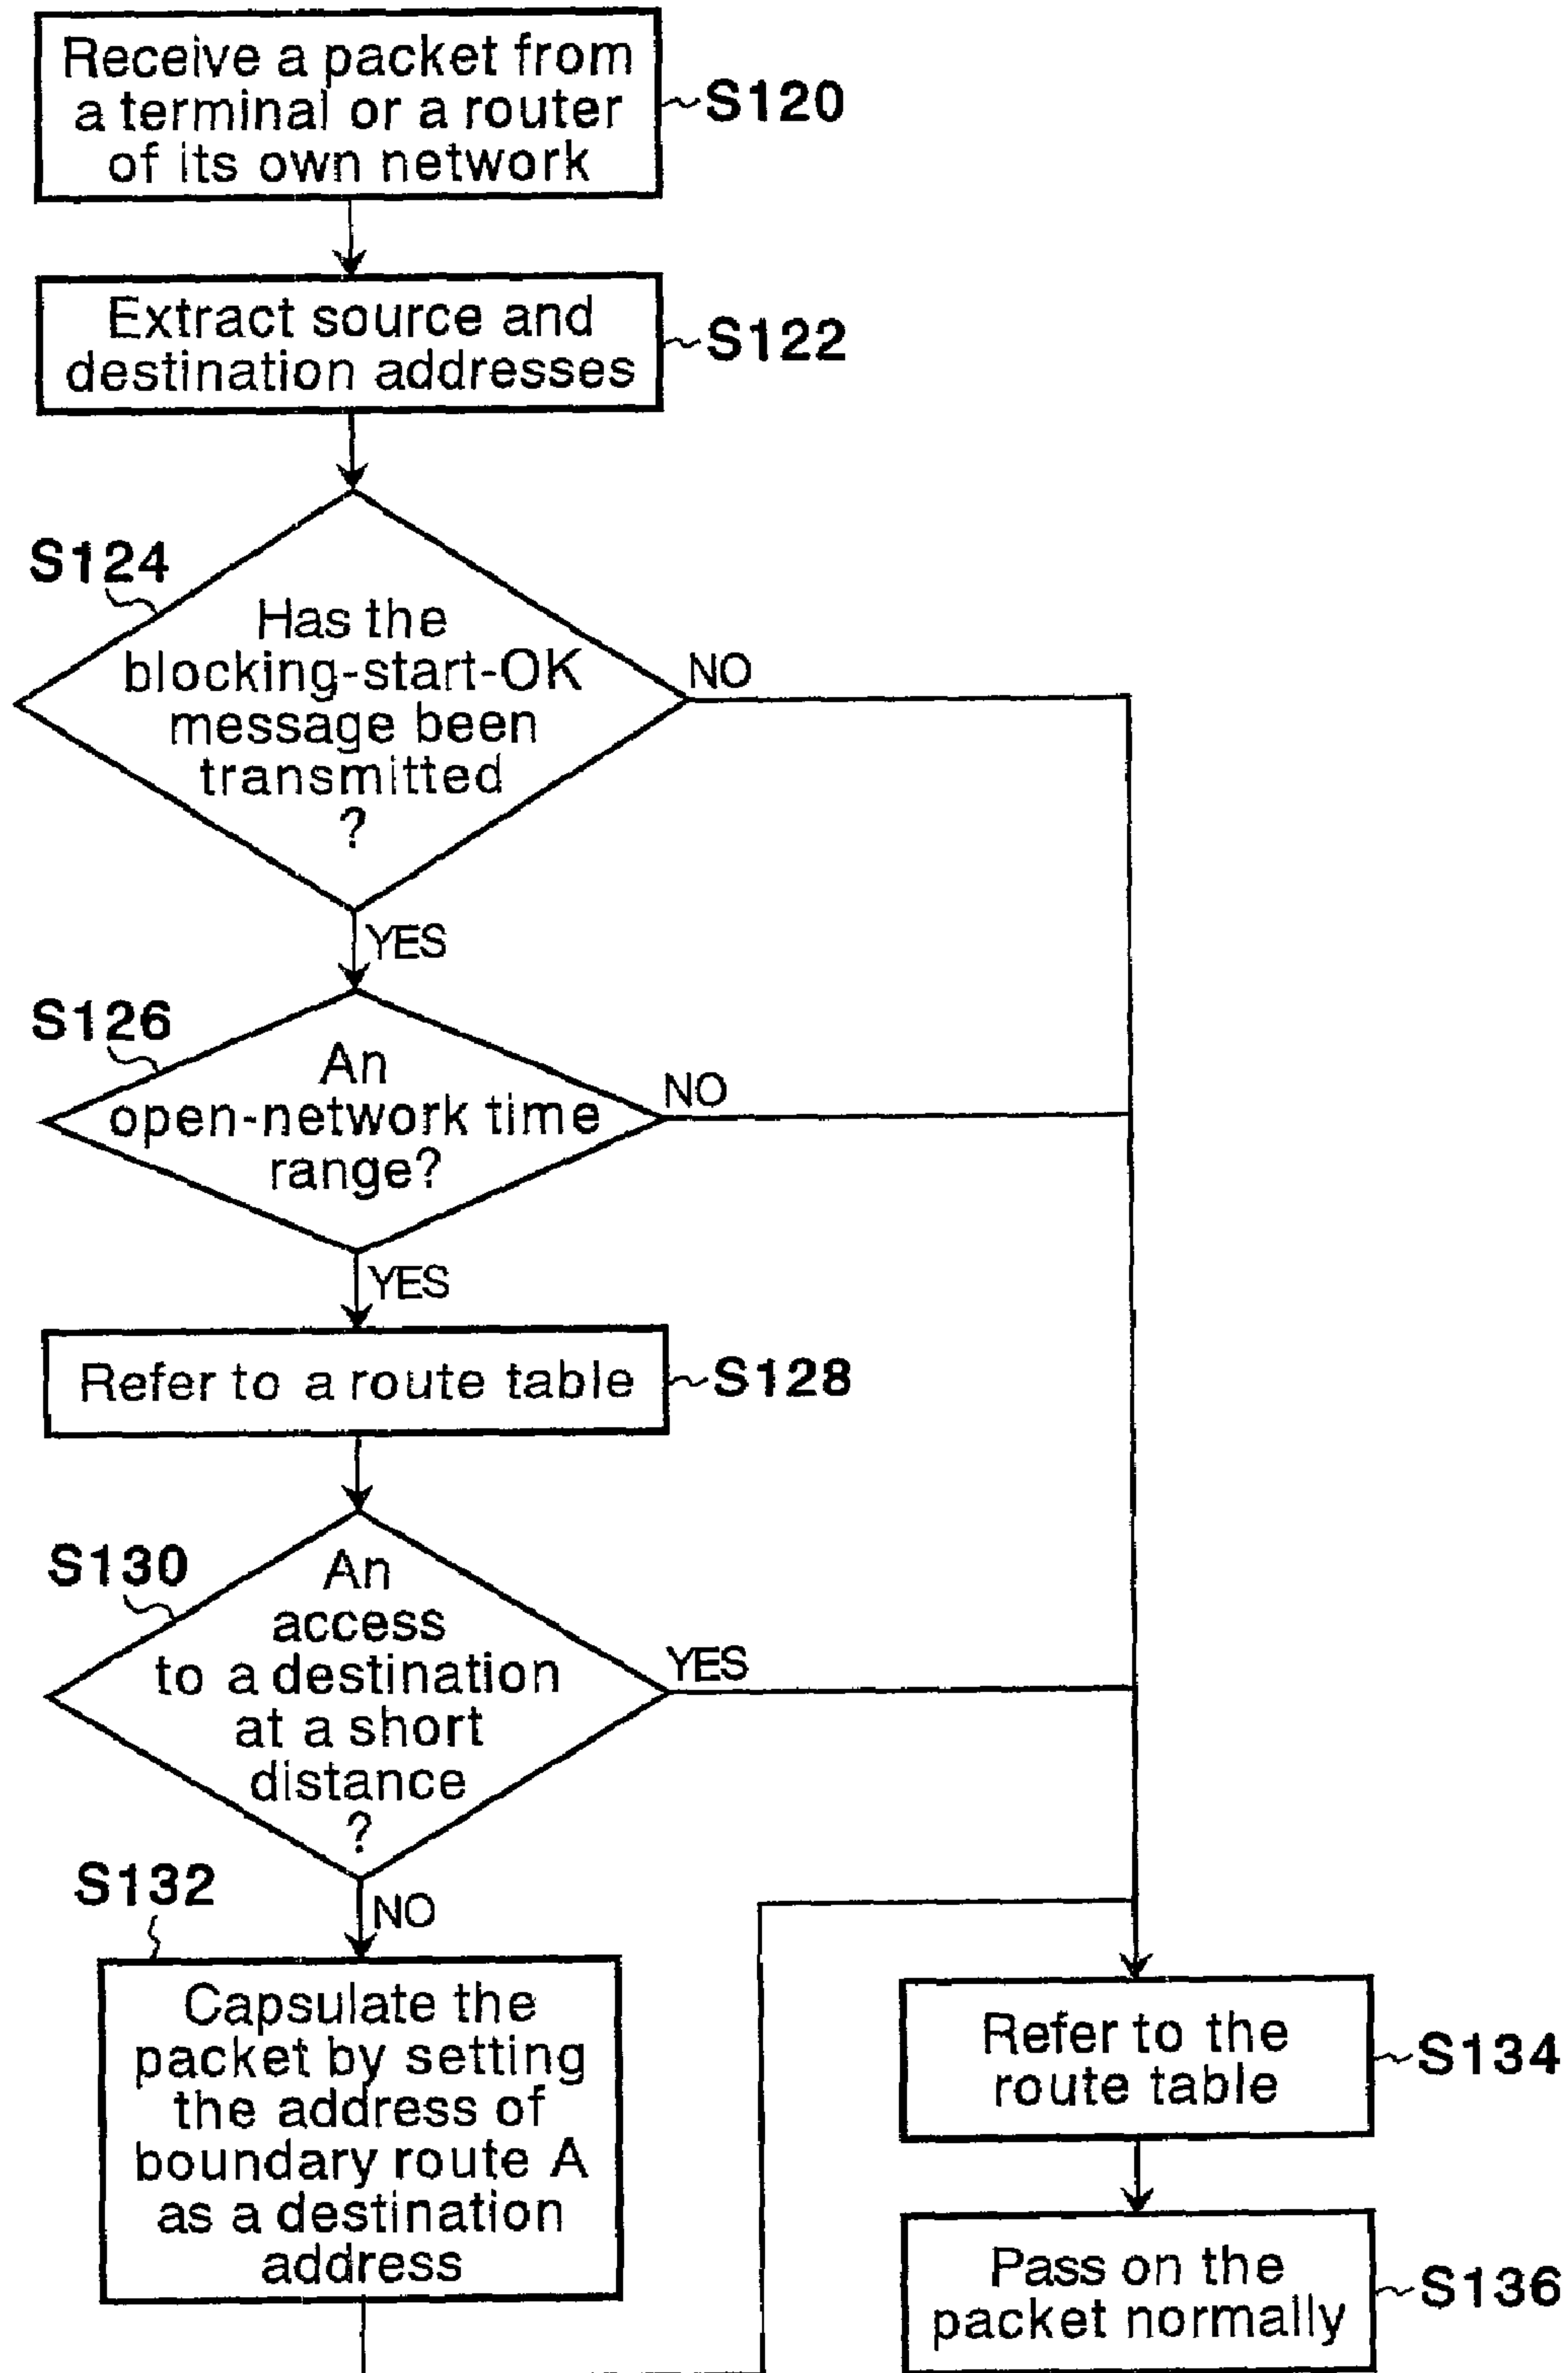 Receive a packet from
a terminal or a router
of its own network
S120
Extract source and
destination addresses
S122
S124
Has the
blocking-start-OK
message been
transmitted
?
NO
YES
S126
An
open-network time
range?
NO
YES
Refer to a route table
S128
S130
An
access
to a destination
at a short
distance
?
YES
NO
S132
Capsulate the
packet by setting
the address of
boundary route A
as a destination
address
Refer to the
route table
S134
Pass on the
packet normally
S136